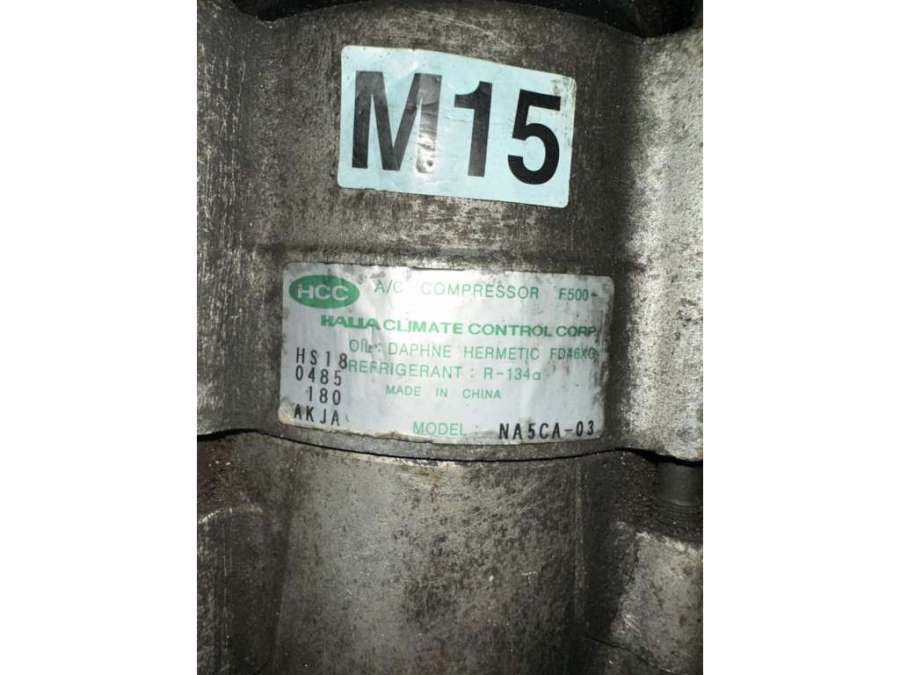 M15
HCC A/C COMPRESSOR F500-
HALLA CLIMATE CONTROL CORP.
OIL: DAPHNE HERMETIC FD46XG
REFRIGERANT : R-134a
MADE IN CHINA
MODEL: NA5CA-03
HS18
0485
180
AKJA